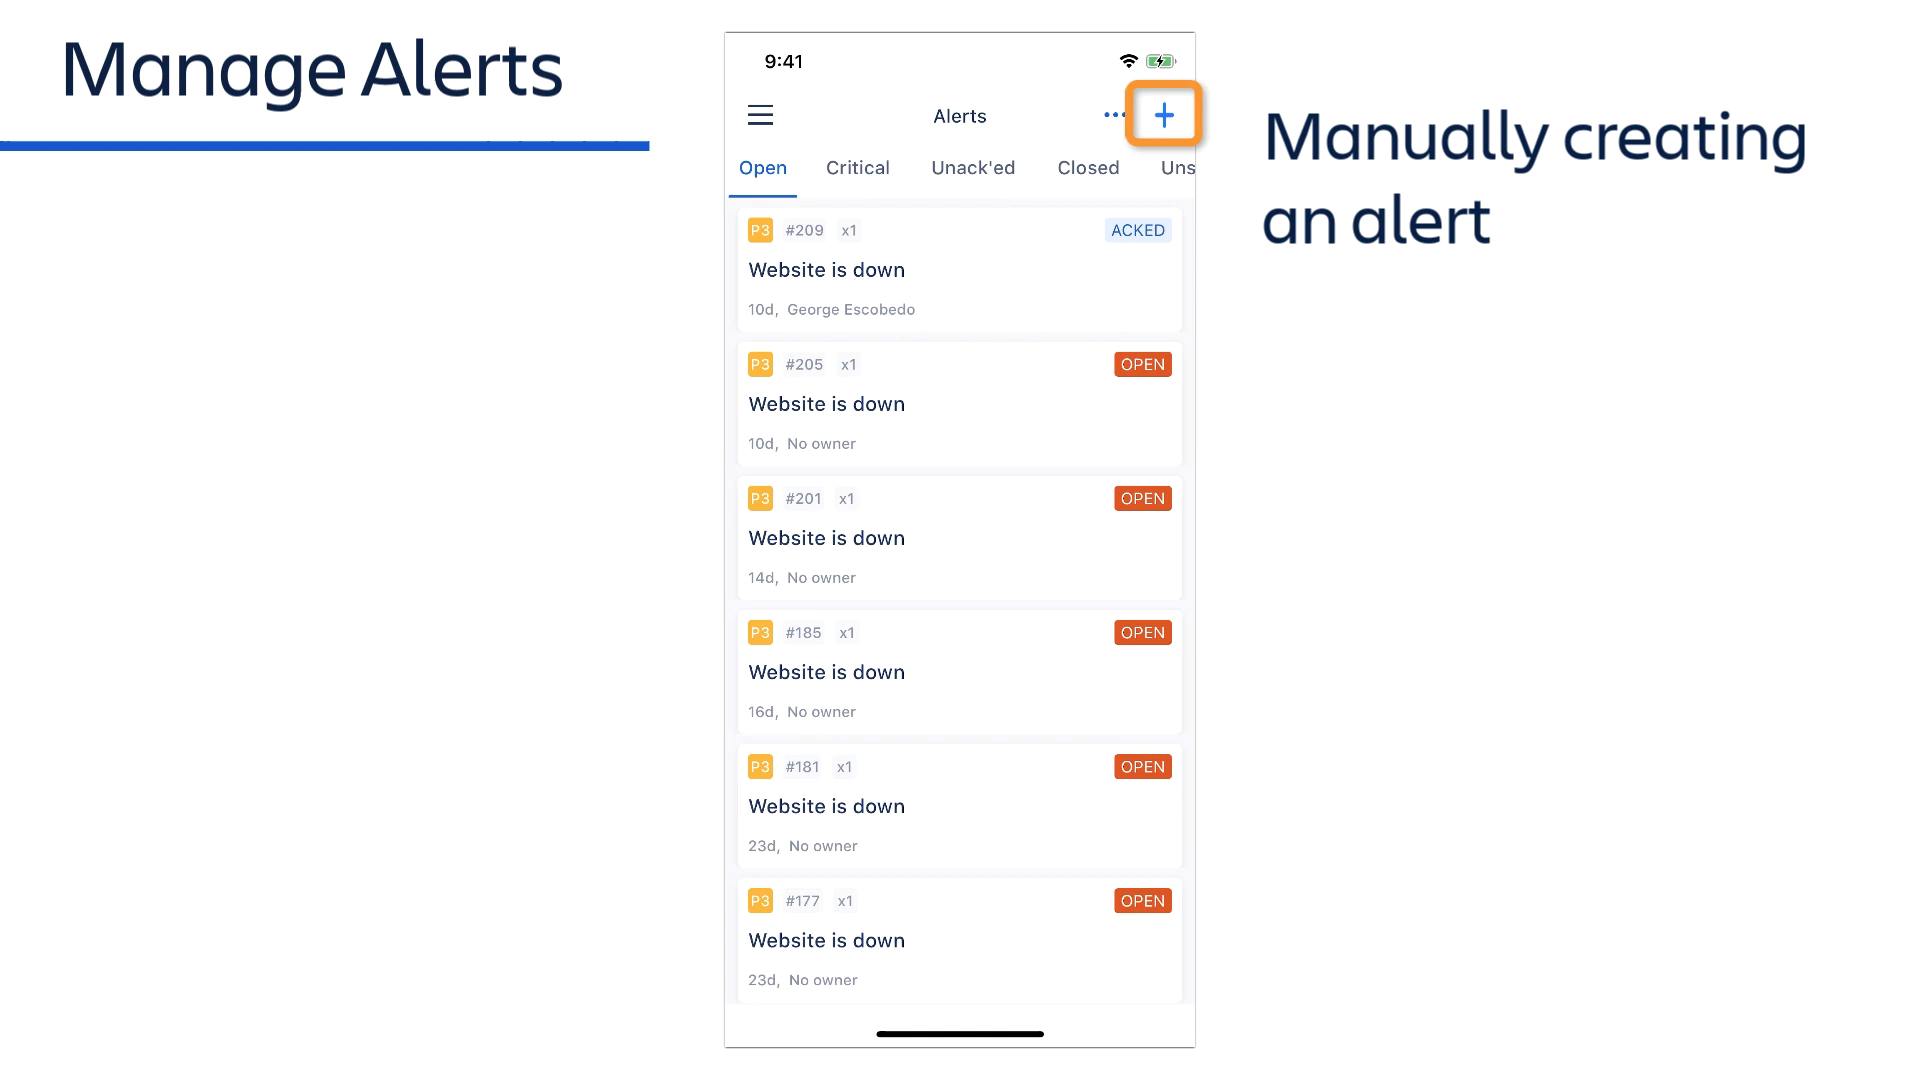 Manage Alerts
9:41
Alerts
Open Critical Unack'ed Closed Uns
P3 #209 x1 ACKED
Website is down
10d, George Escobedo
P3 #205 x1 OPEN
Website is down
10d, No owner
P3 #201 x1 OPEN
Website is down
14d, No owner
P3 #185 x1 OPEN
Website is down
16d, No owner
P3 #181 x1 OPEN
Website is down
23d, No owner
P3 #177 x1 OPEN
Website is down
23d, No owner
Manually creating
an alert